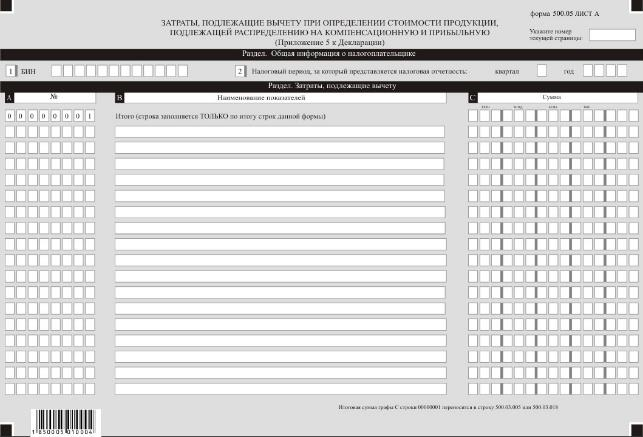 форма 500.05 ЛИСТ А
ЗАТРАТЫ, ПОДЛЕЖАЩИЕ ВЫЧЕТУ ПРИ ОПРЕДЕЛЕНИИ СТОИМОСТИ ПРОДУКЦИИ,
ПОДЛЕЖАЩЕЙ РАСПРЕДЕЛЕНИЮ НА КОМПЕНСАЦИОННУЮ И ПРИБЫЛЬНУЮ
(Приложение 5 к Декларации)
Укажите номер
текущей страницы:
Раздел. Общая информация о налогоплательщике
1 БИН 2 Налоговый период, за который представляется налоговая отчетность: квартал год
Раздел. Затраты, подлежащие вычету
A № B Наименование показателей C Сумма
0 0 0 0 0 0 0 1 Итого (строка заполняется ТОЛЬКО по итогу строк данной формы)
Итоговая сумма графы C строки 00000001 переносится в строку 500.03.005 или 500.03.016
1850005010004